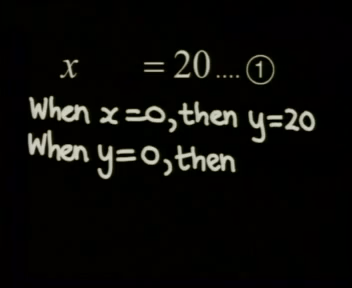 x = 20 .... ①
When x=0, then y=20
When y=0, then